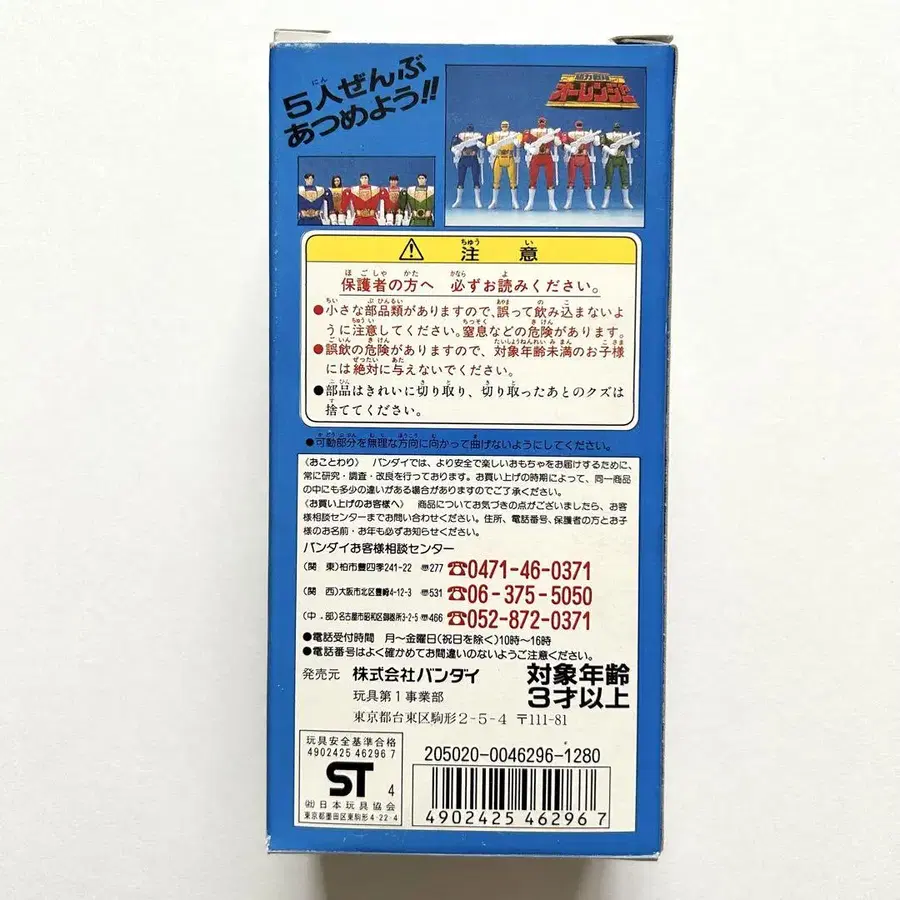 5人ぜんぶ
あつめよう!!
超力戦隊
オーレンジャー
注意
保護者の方へ 必ずお読みください。
●小さな部品類がありますので、誤って飲み込まないよ
うに注意してください。窒息などの危険があります。
●誤飲の危険がありますので、対象年齢未満のお子様
には絶対に与えないでください。
●部品はきれいに切り取り、切り取ったあとのクズは
捨ててください。
●可動部分を無理な方向に向かって曲げないようにしてください。
〈おことわり〉 バンダイでは、より安全で楽しいおもちゃをお届けするために、
常に研究・調査・改良を行っております。お買い上げの時期によって、同一商品
の中にも多少の違いがある場合がありますのでご了承ください。
〈お買い上げのお客様へ〉 商品についてお気づきの点がございましたら、お客
様相談センターまでお問い合わせください。住所、電話番号、保護者の方とお子
様のお名前・お年も必ずお知らせください。
バンダイお客様相談センター
(関 東)柏市豊四季241-22 〠277 ☎0471-46-0371
(関 西)大阪市北区豊崎4-12-3 〠531 ☎06-375-5050
(中・部)名古屋市昭和区御器所3-2-5 〠466 ☎052-872-0371
●電話受付時間 月〜金曜日(祝日を除く)10時〜16時
●電話番号はよく確かめてお間違いのないようご注意ください。
発売元 株式会社バンダイ
玩具第1事業部
東京都台東区駒形2-5-4 〒111-81
対象年齢
3才以上
玩具安全基準合格
4902425 46296 7
ST 4
㈳日本玩具協会
東京都墨田区東駒形4-22-4
205020-0046296-1280
4902425 462967